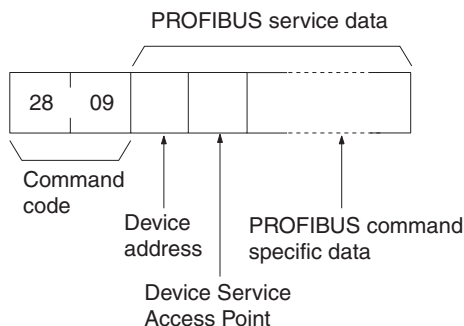 PROFIBUS service data
28 09
Command
code
Device
address
PROFIBUS command
specific data
Device Service
Access Point